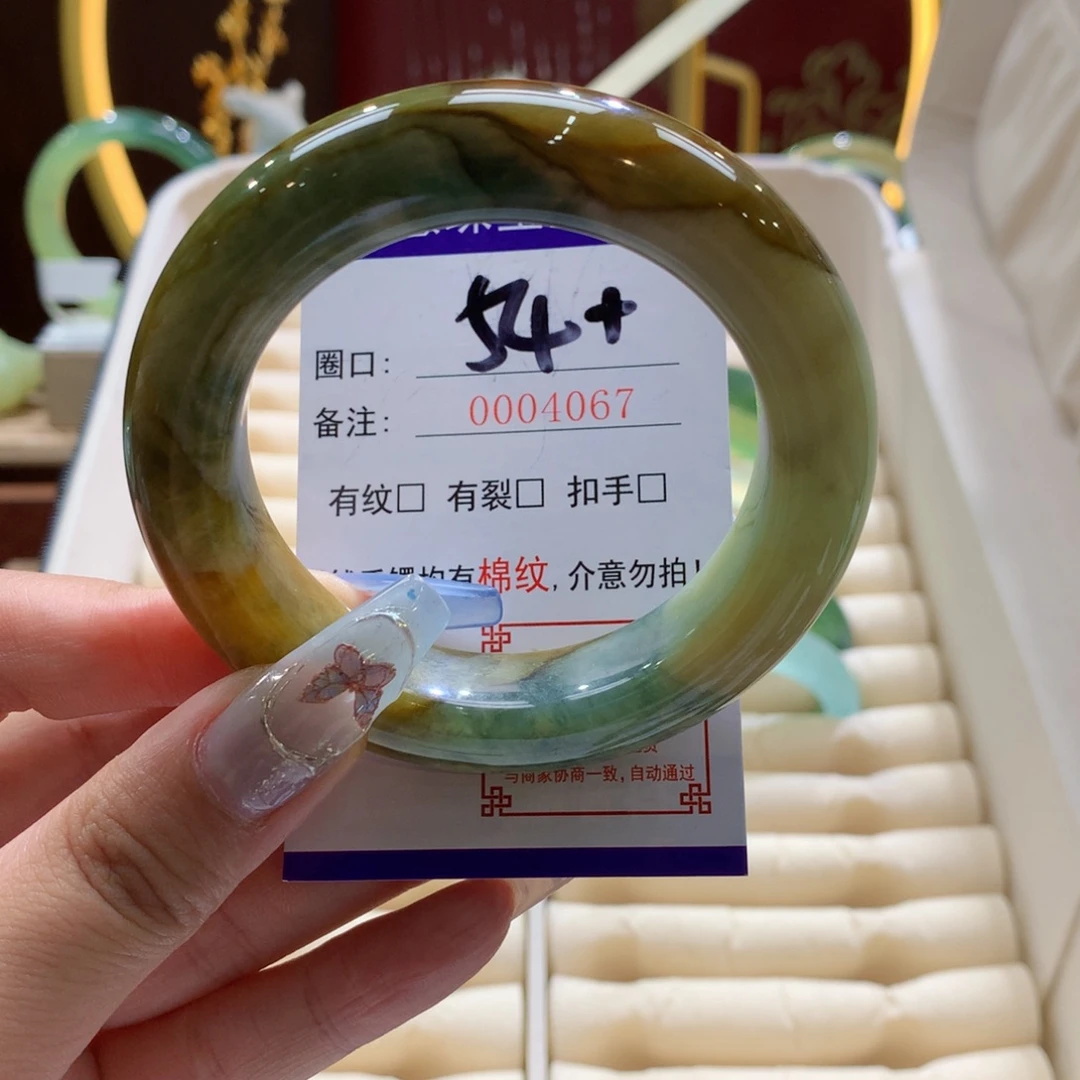 圈口: 54+
备注: 0004067
有纹□ 有裂□ 扣手□
均有棉纹,介意勿拍!
与商家协商一致,自动通过